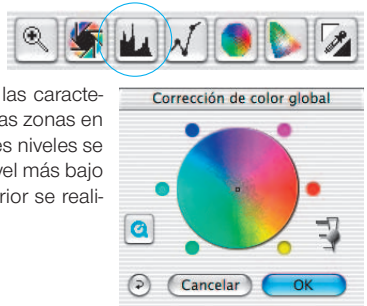 las caracte-
as zonas en
es niveles se
vel más bajo
rior se reali-
Corrección de color global
Cancelar
OK